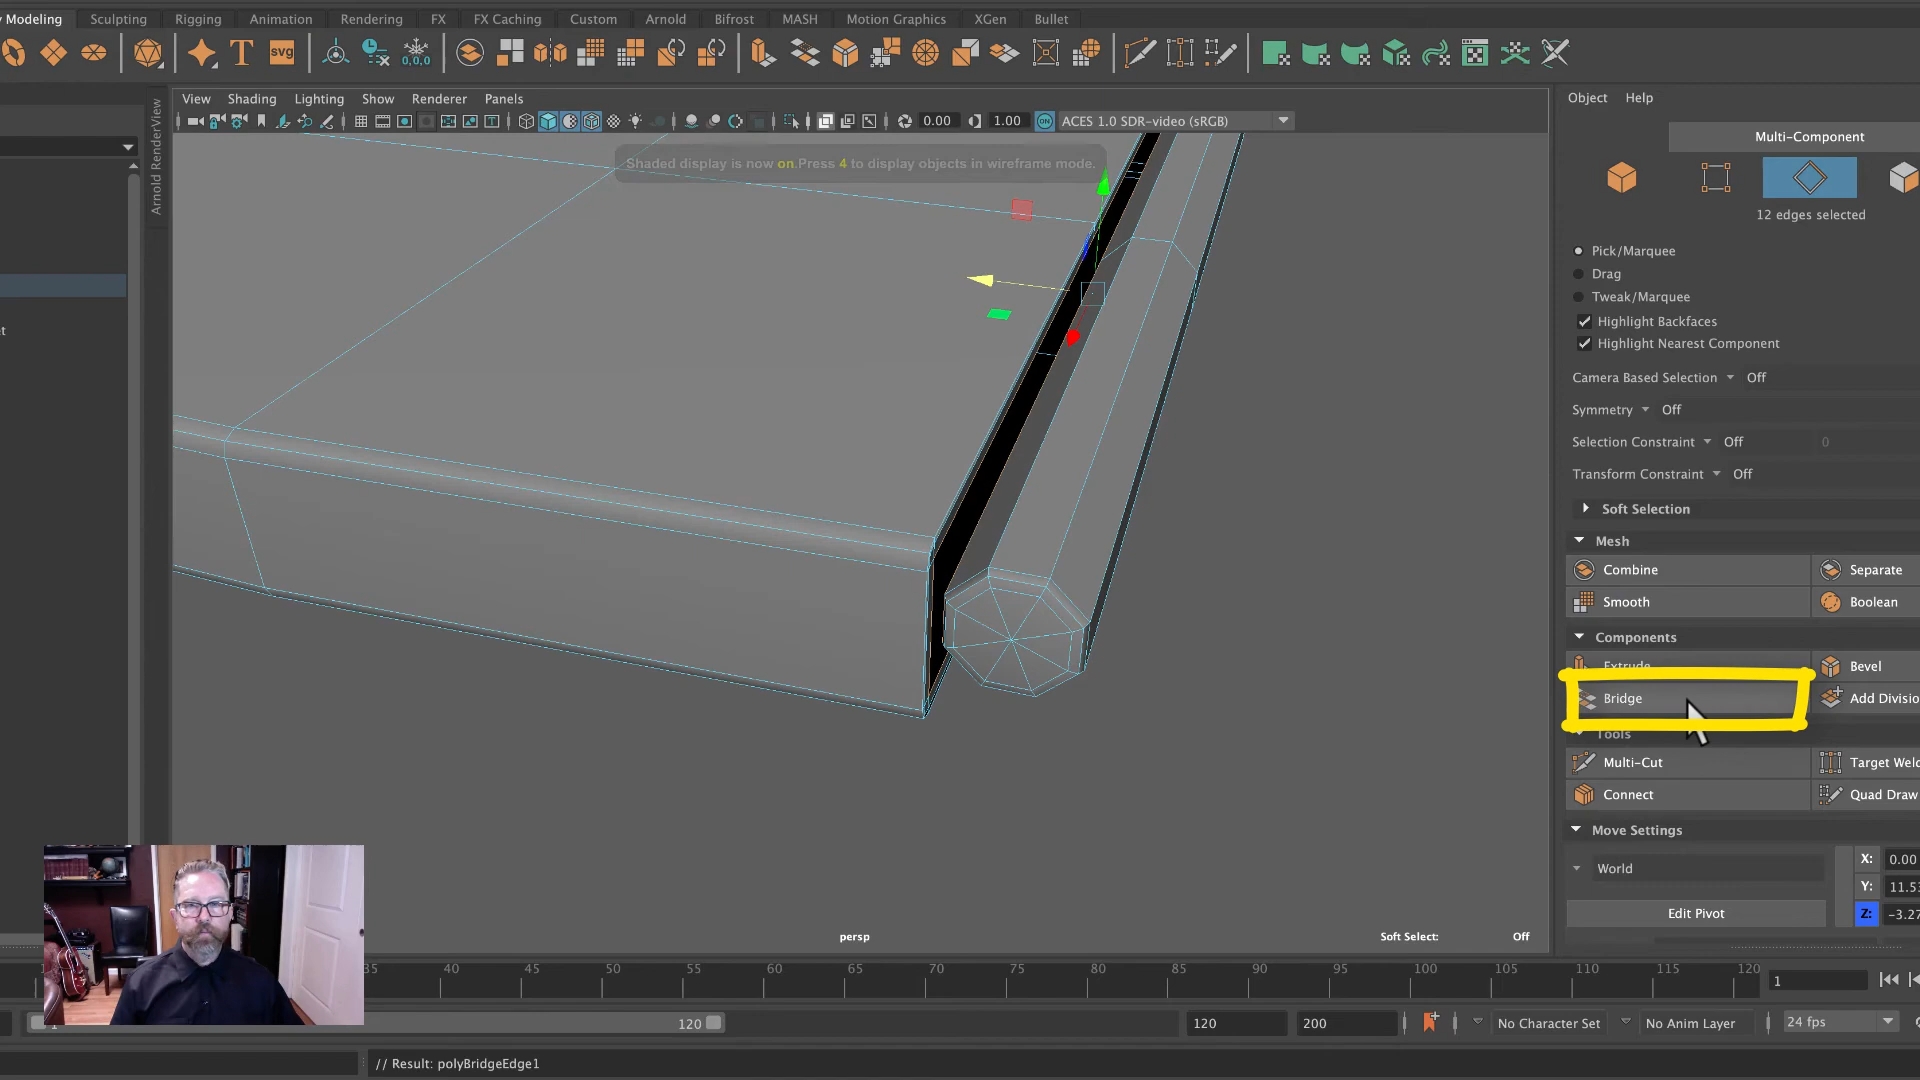 Modeling
Sculpting
Rigging
Animation
Rendering
FX
FX Caching
Custom
Arnold
Bifrost
MASH
Motion Graphics
XGen
Bullet
T
svg
0,0,0
View
Shading
Lighting
Show
Renderer
Panels
0.00
1.00
ON
ACES 1.0 SDR-video (sRGB)
Object
Help
Arnold RenderView
Shaded display is now on.Press 4 to display objects in wireframe mode.
Multi-Component
12 edges selected
Pick/Marquee
Drag
Tweak/Marquee
Highlight Backfaces
Highlight Nearest Component
Camera Based Selection
Off
Symmetry
Off
Selection Constraint
Off
0
Transform Constraint
Off
Soft Selection
Mesh
Combine
Separate
Smooth
Boolean
Components
Extrude
Bevel
Bridge
Add Divisio
Tools
Multi-Cut
Target Weld
Connect
Quad Draw
Move Settings
World
X:
0.00
Y:
11.53
Z:
-3.27
Edit Pivot
persp
Soft Select:
Off
35
40
45
50
55
60
65
70
75
80
85
90
95
100
105
110
115
120
1
120
120
200
No Character Set
No Anim Layer
24 fps
// Result: polyBridgeEdge1